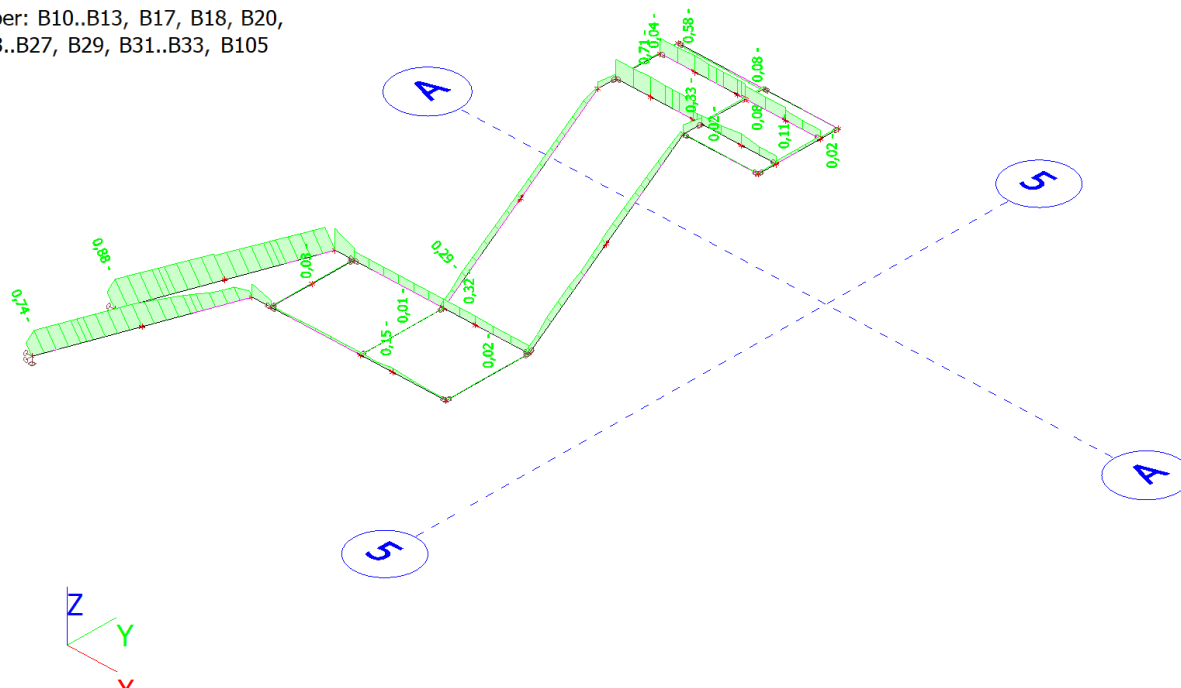 ber: B10..B13, B17, B18, B20,
3..B27, B29, B31..B33, B105
0,71-
0,04-
0,58-
0,08-
0,33-
0,02-
0,08
0,11-
0,02-
A
5
0,88-
0,74-
0,03-
0,29-
0,32
0,01-
0,15-
0,02-
A
5
Z
Y
X